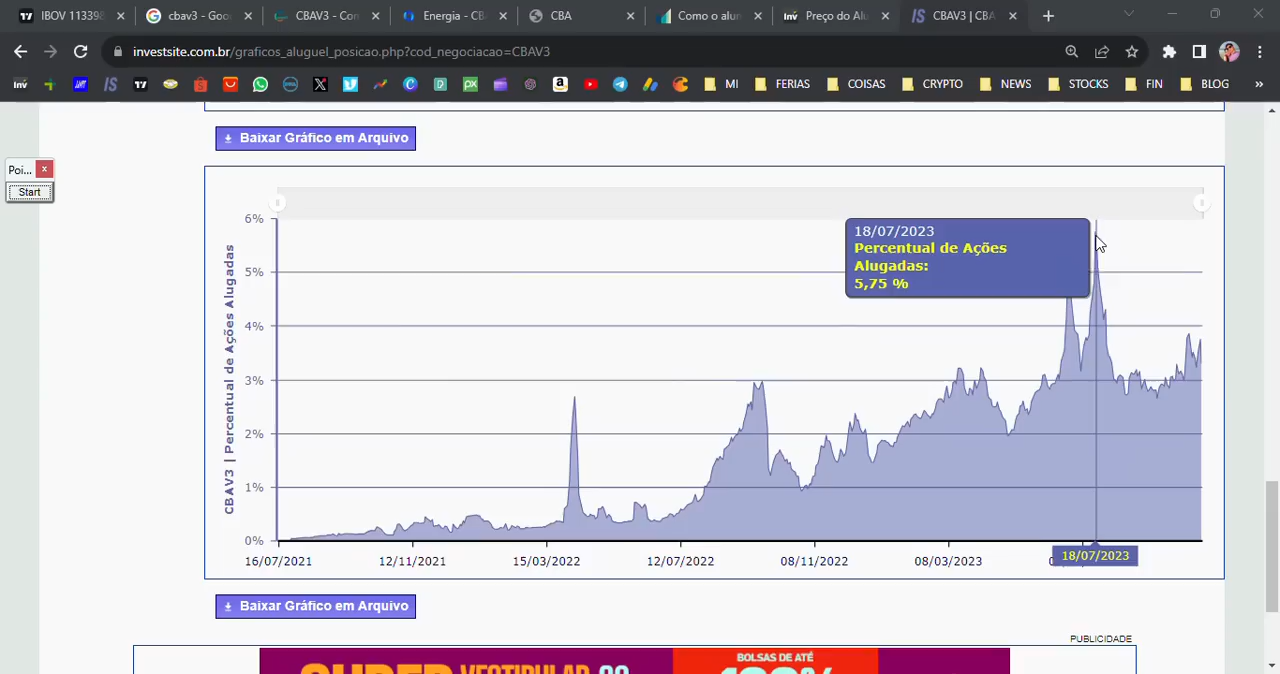 IBOV 113398
cbav3 - Goo
CBAV3 - Con
Energia - CB
CBA
Como o alum
Preço do Alu
CBAV3 | CBA
investsite.com.br/graficos_aluguel_posicao.php?cod_negociacao=CBAV3
MI
FERIAS
COISAS
CRYPTO
NEWS
STOCKS
FIN
BLOG
»
Baixar Gráfico em Arquivo
Poi... x
Start
CBAV3 | Percentual de Ações Alugadas
6%
5%
4%
3%
2%
1%
0%
18/07/2023
Percentual de Ações
Alugadas:
5,75 %
16/07/2021
12/11/2021
15/03/2022
12/07/2022
08/11/2022
08/03/2023
18/07/2023
Baixar Gráfico em Arquivo
PUBLICIDADE
SUPER VESTIBULAR
BOLSAS DE ATÉ
100%